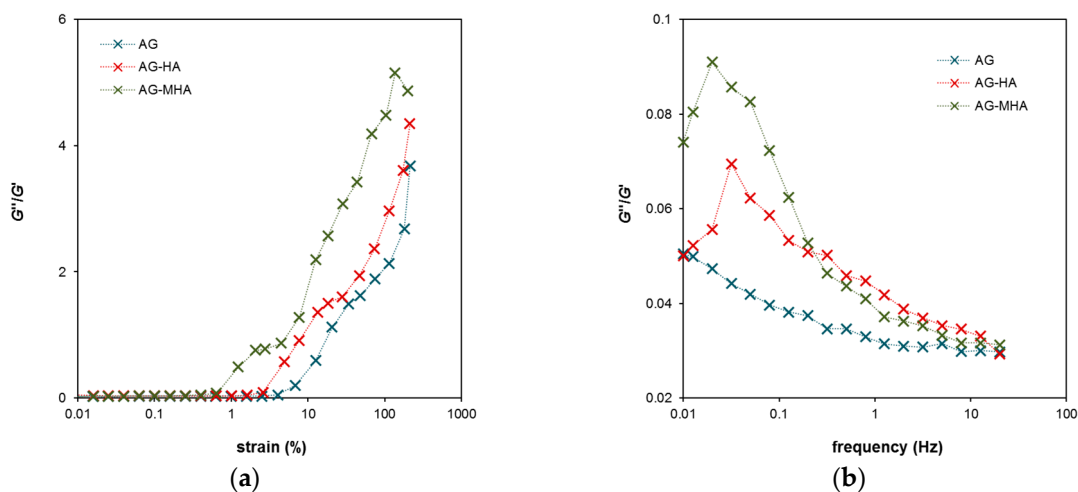 6
4
2
0
G''/G'
AG
AG-HA
AG-MHA
0.01
0.1
1
10
100
1000
strain (%)
(a)
0.1
0.08
0.06
0.04
0.02
G''/G'
AG
AG-HA
AG-MHA
0.01
0.1
1
10
100
frequency (Hz)
(b)